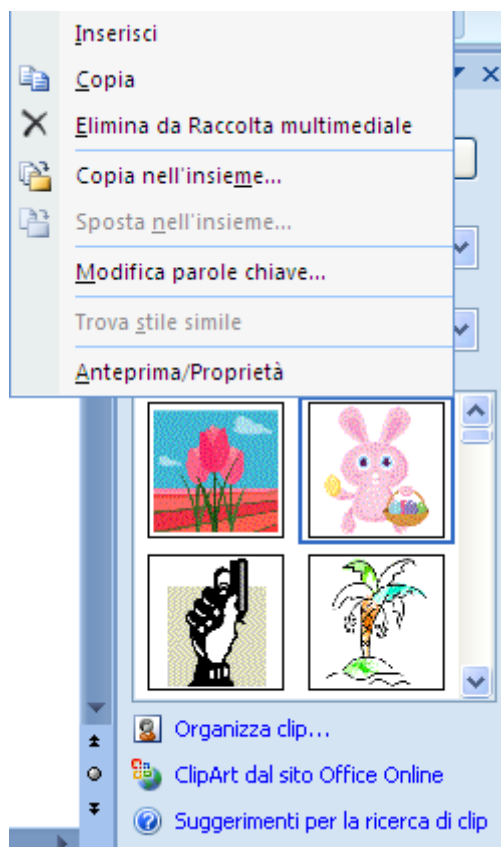 Inserisci
Copia
Elimina da Raccolta multimediale
Copia nell'insieme...
Sposta nell'insieme...
Modifica parole chiave...
Trova stile simile
Anteprima/Proprietà
Organizza clip...
ClipArt dal sito Office Online
Suggerimenti per la ricerca di clip